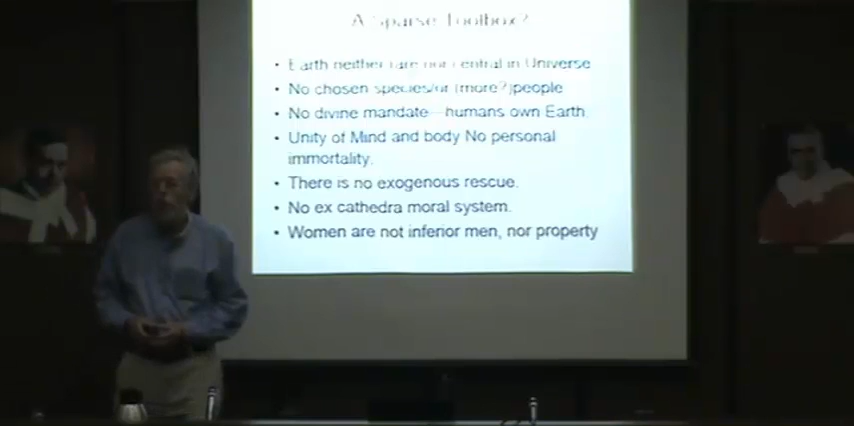 A Sparse Toolbox?
• Earth neither rare nor central in Universe
• No chosen species/or (more?)people
• No divine mandate—humans own Earth.
• Unity of Mind and body No personal
immortality.
• There is no exogenous rescue.
• No ex cathedra moral system.
• Women are not inferior men, nor property